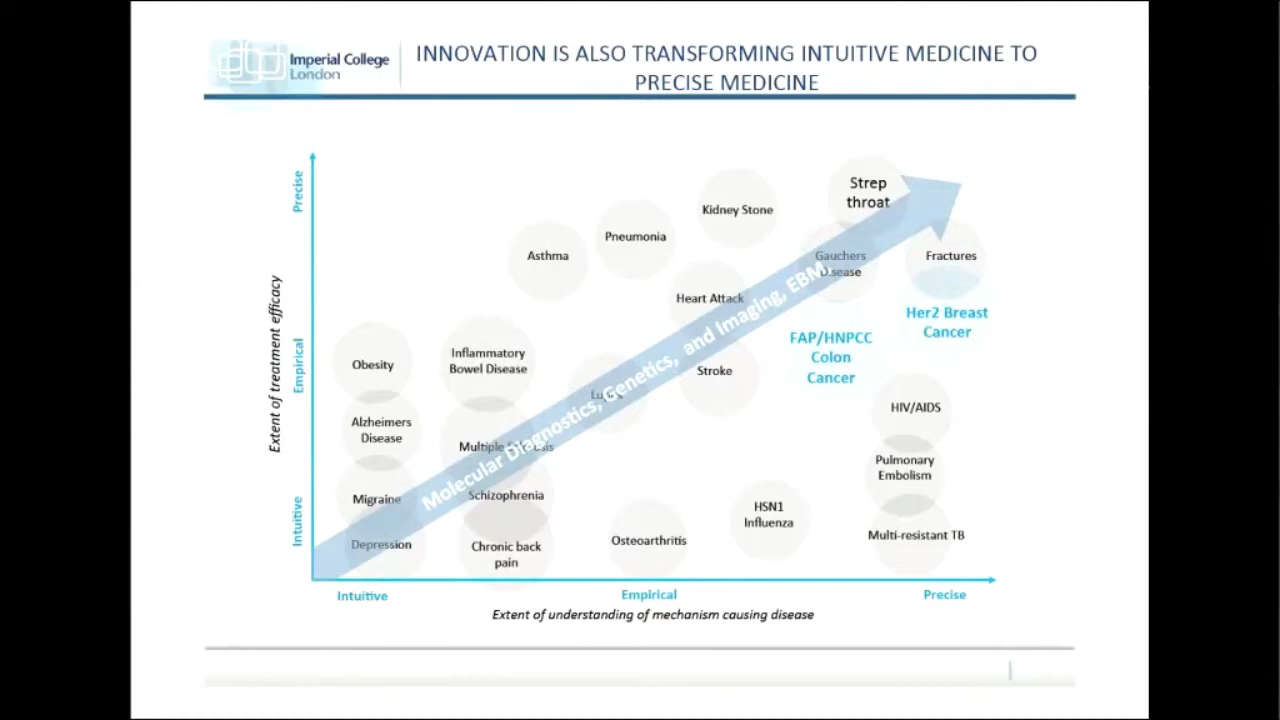 Imperial College
London
INNOVATION IS ALSO TRANSFORMING INTUITIVE MEDICINE TO
PRECISE MEDICINE
Precise
Empirical
Intuitive
Extent of treatment efficacy
Strep
throat
Kidney Stone
Pneumonia
Asthma
Gauchers
Disease
Fractures
Heart Attack
Her2 Breast
Cancer
FAP/HNPCC
Colon
Cancer
Inflammatory
Bowel Disease
Obesity
Stroke
Lupus
HIV/AIDS
Alzheimers
Disease
Multiple Sclerosis
Pulmonary
Embolism
Migraine
Schizophrenia
HSN1
Influenza
Multi-resistant TB
Osteoarthritis
Depression
Chronic back
pain
Molecular Diagnostics, Genetics, and Imaging, EBM,
Intuitive
Empirical
Precise
Extent of understanding of mechanism causing disease